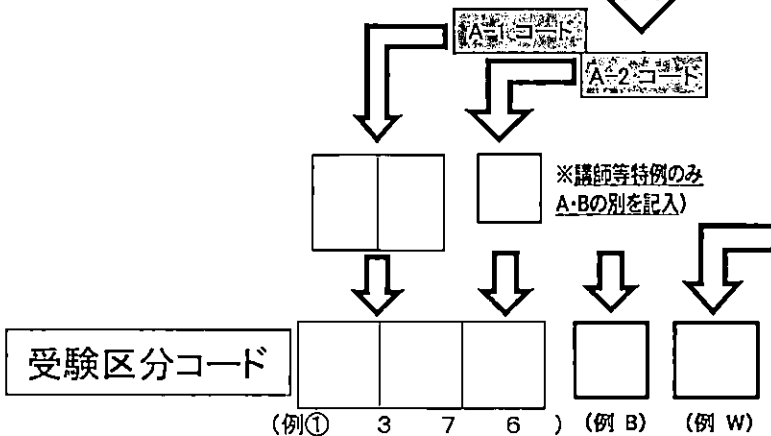 A-1 コード
A-2 コード
※講師等特例のみ
A・Bの別を記入)
受験区分コード
(例① 3 7 6 ) (例 B) (例 W)